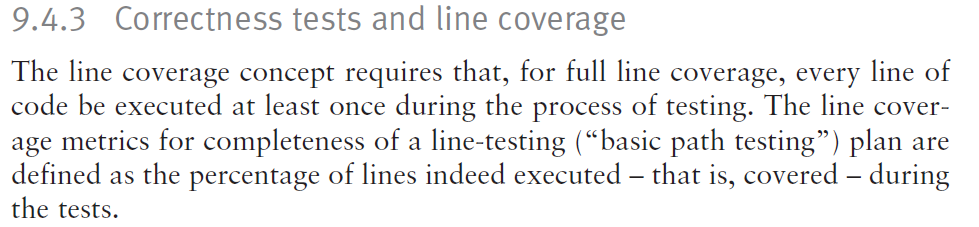 9.4.3 Correctness tests and line coverage
The line coverage concept requires that, for full line coverage, every line of
code be executed at least once during the process of testing. The line cover-
age metrics for completeness of a line-testing (“basic path testing”) plan are
defined as the percentage of lines indeed executed – that is, covered – during
the tests.